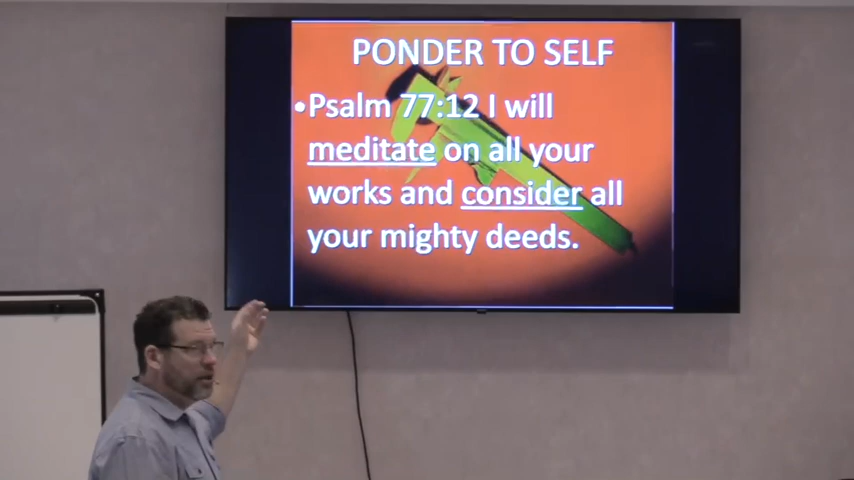 PONDER TO SELF
•Psalm 77:12 I will
meditate on all your
works and consider all
your mighty deeds.